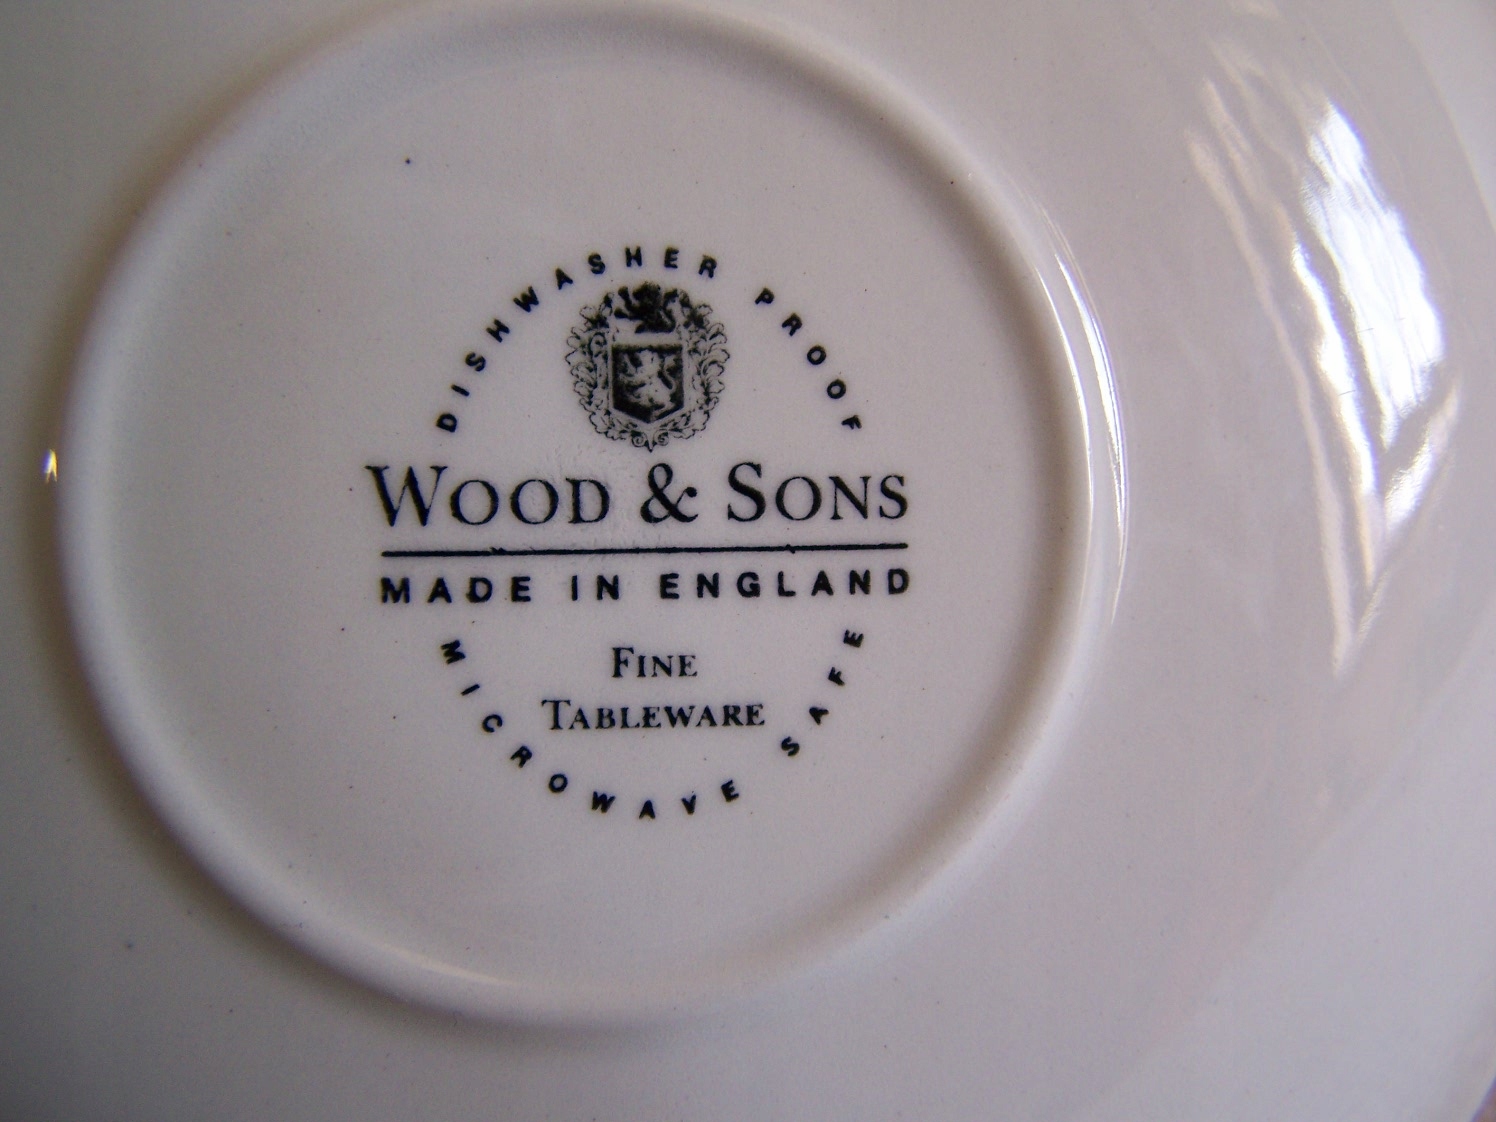 DISHWASHER PROOF
WOOD & SONS
MADE IN ENGLAND
FINE
TABLEWARE
MICROWAVE SAFE